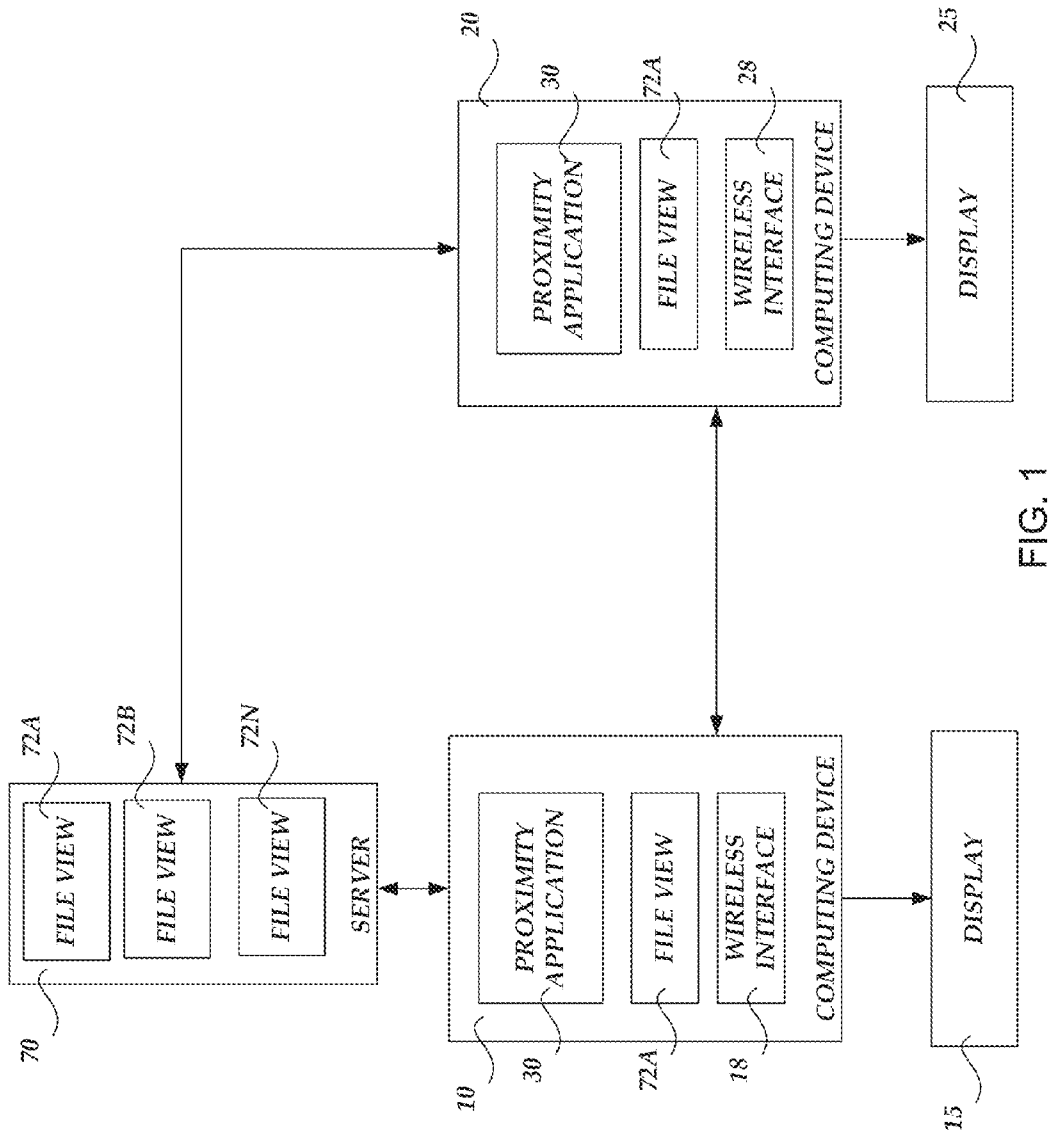 70
FILE VIEW
72A
FILE VIEW
72B
FILE VIEW
72N
SERVER
10
PROXIMITY
APPLICATION
30
FILE VIEW
72A
WIRELESS
INTERFACE
18
COMPUTING DEVICE
DISPLAY
15
20
PROXIMITY
APPLICATION
30
FILE VIEW
72A
WIRELESS
INTERFACE
28
COMPUTING DEVICE
DISPLAY
25
FIG. 1